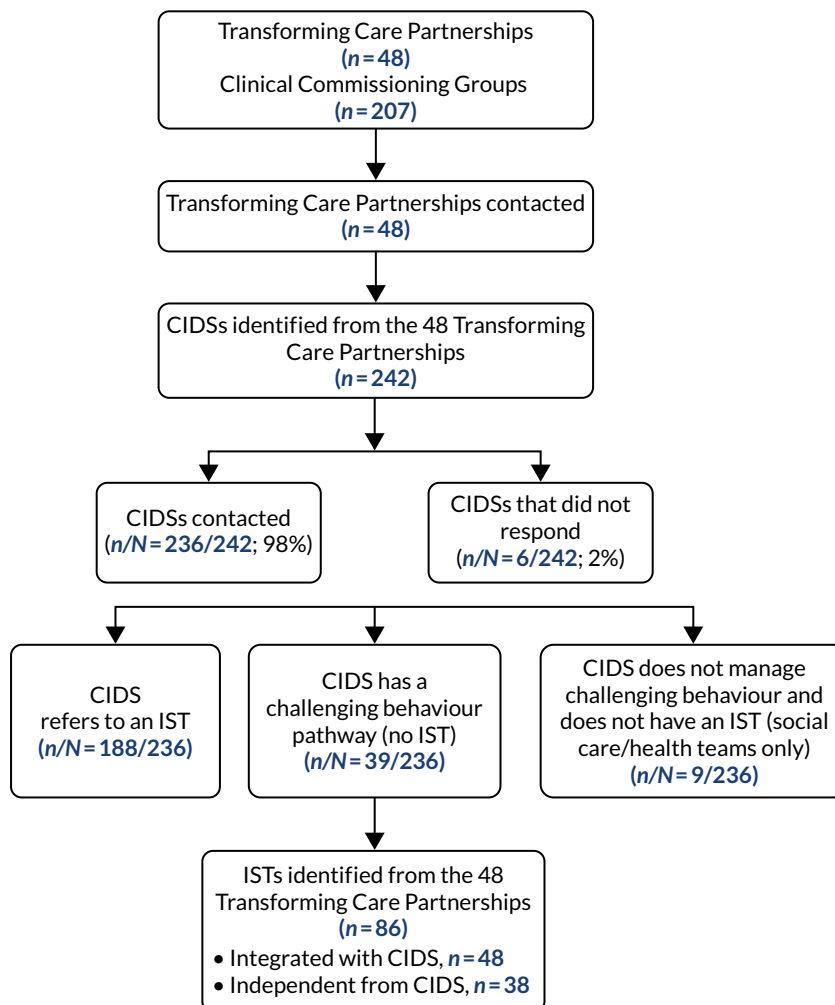 Transforming Care Partnerships
(n = 48)
Clinical Commissioning Groups
(n = 207)
Transforming Care Partnerships contacted
(n = 48)
CIDSs identified from the 48 Transforming
Care Partnerships
(n = 242)
CIDSs contacted
(n/N = 236/242; 98%)
CIDSs that did not
respond
(n/N = 6/242; 2%)
CIDS
refers to an IST
(n/N = 188/236)
CIDS has a
challenging behaviour
pathway (no IST)
(n/N = 39/236)
CIDS does not manage
challenging behaviour and
does not have an IST (social
care/health teams only)
(n/N = 9/236)
ISTs identified from the 48
Transforming Care Partnerships
(n = 86)
• Integrated with CIDS, n = 48
• Independent from CIDS, n = 38